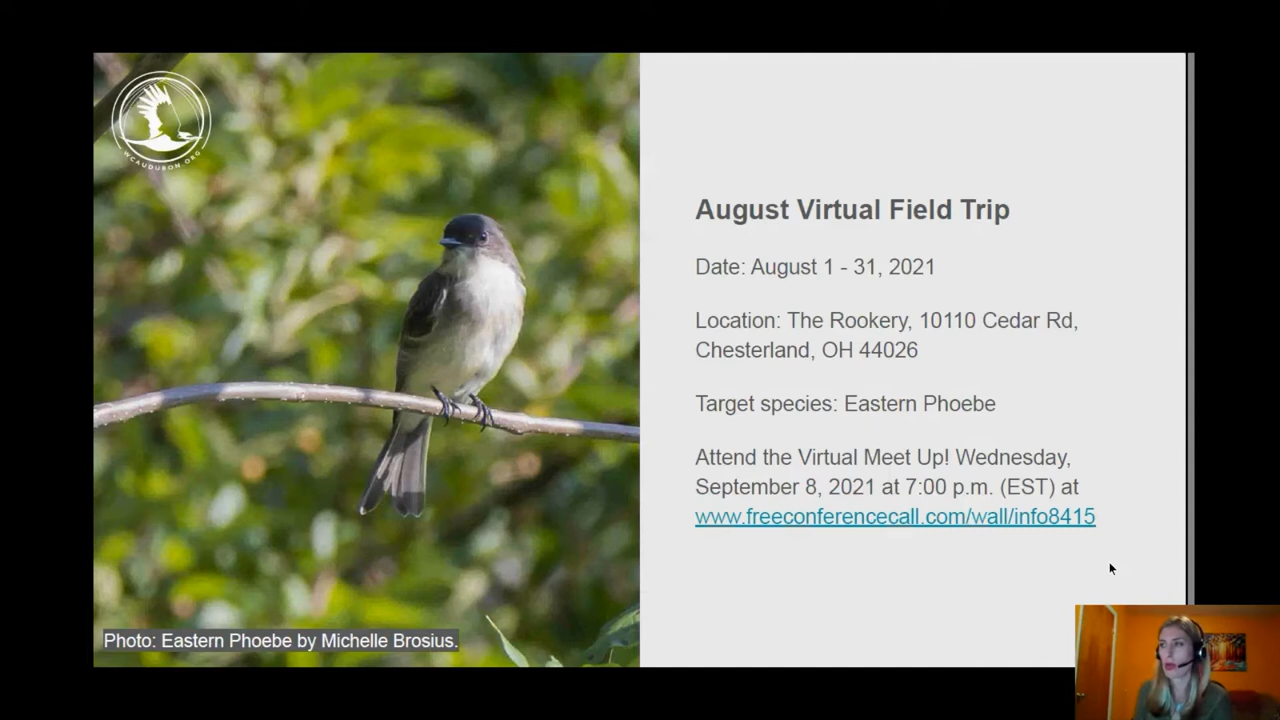 WCAUDUBON.ORG
August Virtual Field Trip
Date: August 1 - 31, 2021
Location: The Rookery, 10110 Cedar Rd,
Chesterland, OH 44026
Target species: Eastern Phoebe
Attend the Virtual Meet Up! Wednesday,
September 8, 2021 at 7:00 p.m. (EST) at
www.freeconferencecall.com/wall/info8415
Photo: Eastern Phoebe by Michelle Brosius.